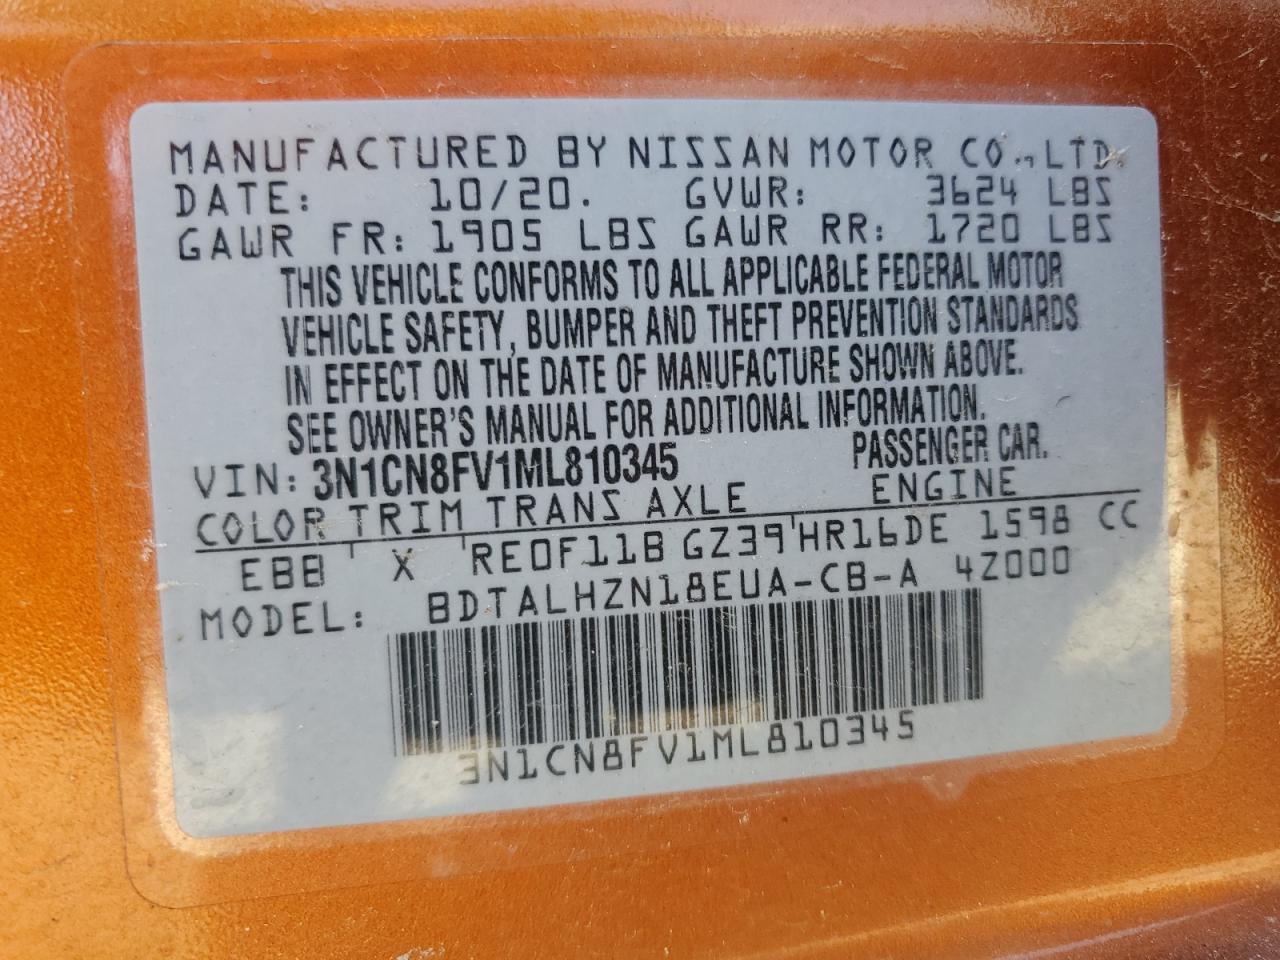 MANUFACTURED BY NISSAN MOTOR CO., LTD.
DATE: 10/20. GVWR: 3624 LBS
GAWR FR: 1905 LBS GAWR RR: 1720 LBS
THIS VEHICLE CONFORMS TO ALL APPLICABLE FEDERAL MOTOR
VEHICLE SAFETY, BUMPER AND THEFT PREVENTION STANDARDS
IN EFFECT ON THE DATE OF MANUFACTURE SHOWN ABOVE.
SEE OWNER'S MANUAL FOR ADDITIONAL INFORMATION.
VIN: 3N1CN8FV1ML810345 PASSENGER CAR.
COLOR TRIM TRANS AXLE ENGINE
EBB X RE0F11B GZ39 HR16DE 1598 CC
MODEL: BDTALHZN18EUA-CB-A 4Z000
3N1CN8FV1ML810345